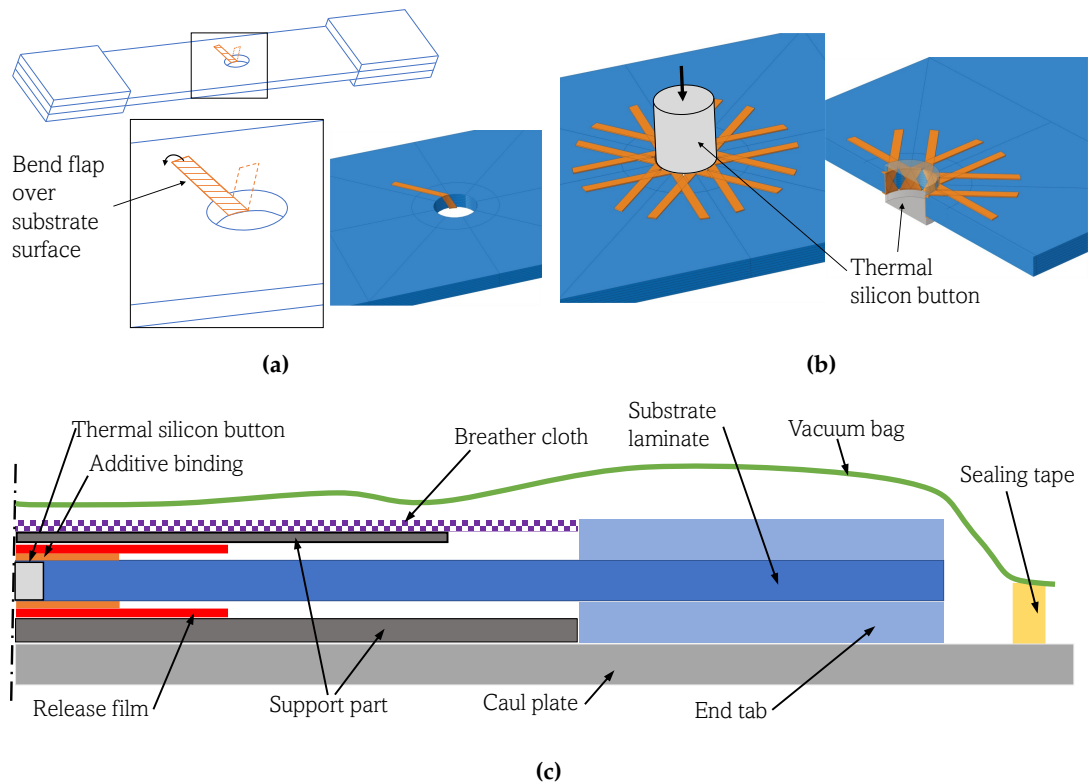 Bend flap
over
substrate
surface
(a)
Thermal
silicon button
(b)
Thermal silicon button
Additive binding
Breather cloth
Substrate
laminate
Vacuum bag
Sealing tape
Release film
Support part
Caul plate
End tab
(c)